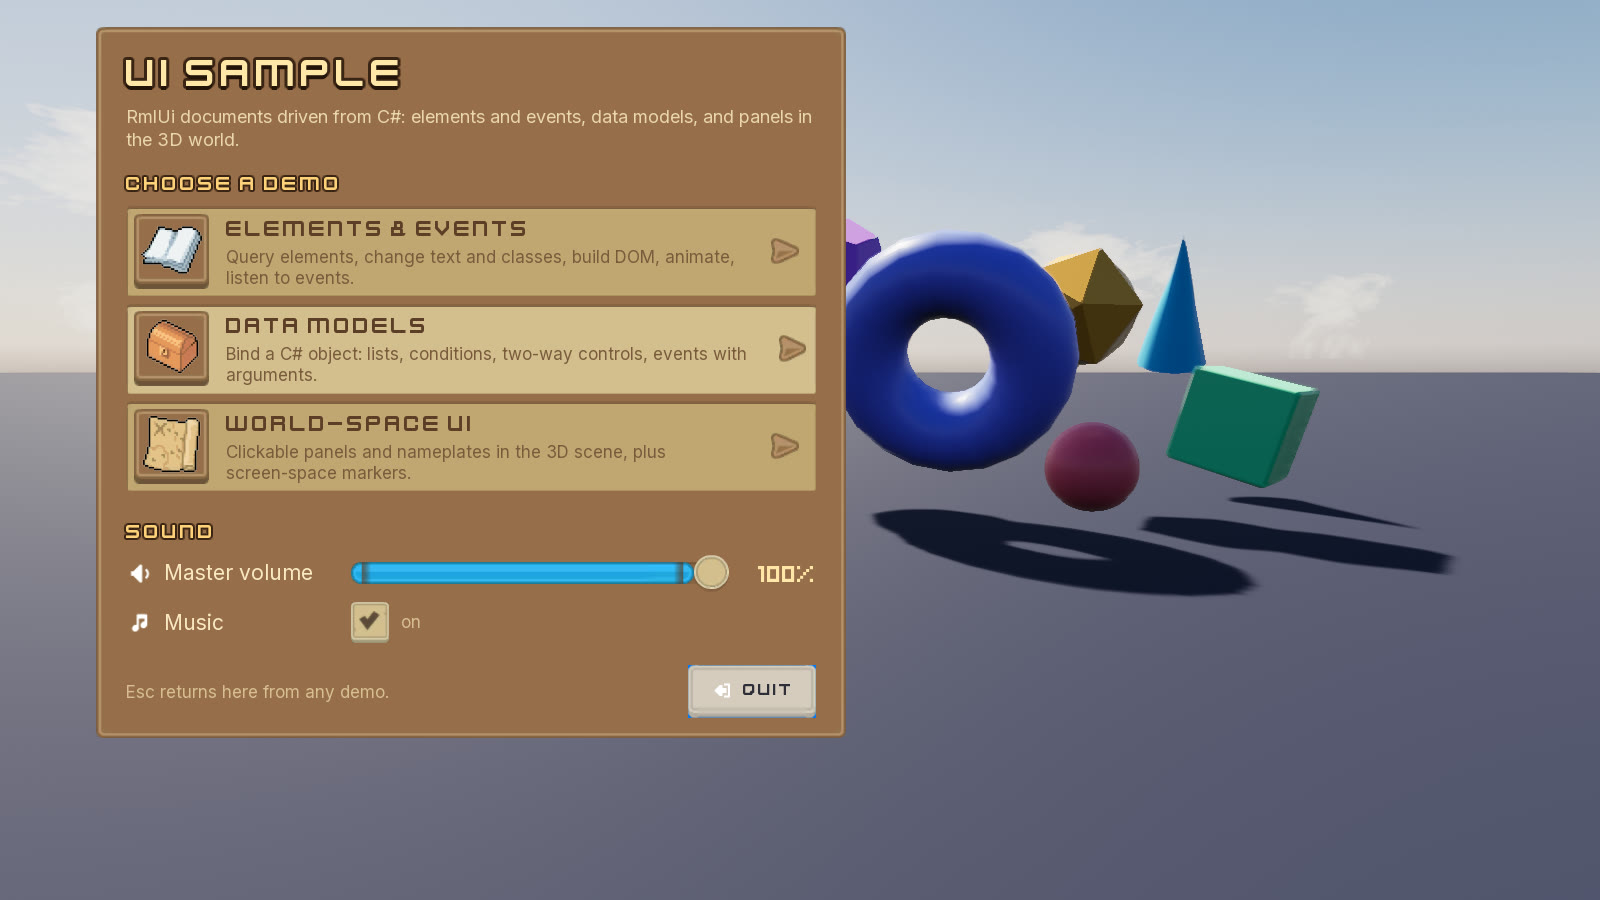 UI SAMPLE
RmlUi documents driven from C#: elements and events, data models, and panels in
the 3D world.
CHOOSE A DEMO
ELEMENTS & EVENTS
Query elements, change text and classes, build DOM, animate,
listen to events.
DATA MODELS
Bind a C# object: lists, conditions, two-way controls, events with
arguments.
WORLD-SPACE UI
Clickable panels and nameplates in the 3D scene, plus
screen-space markers.
SOUND
Master volume 100%
Music on
Esc returns here from any demo.
QUIT